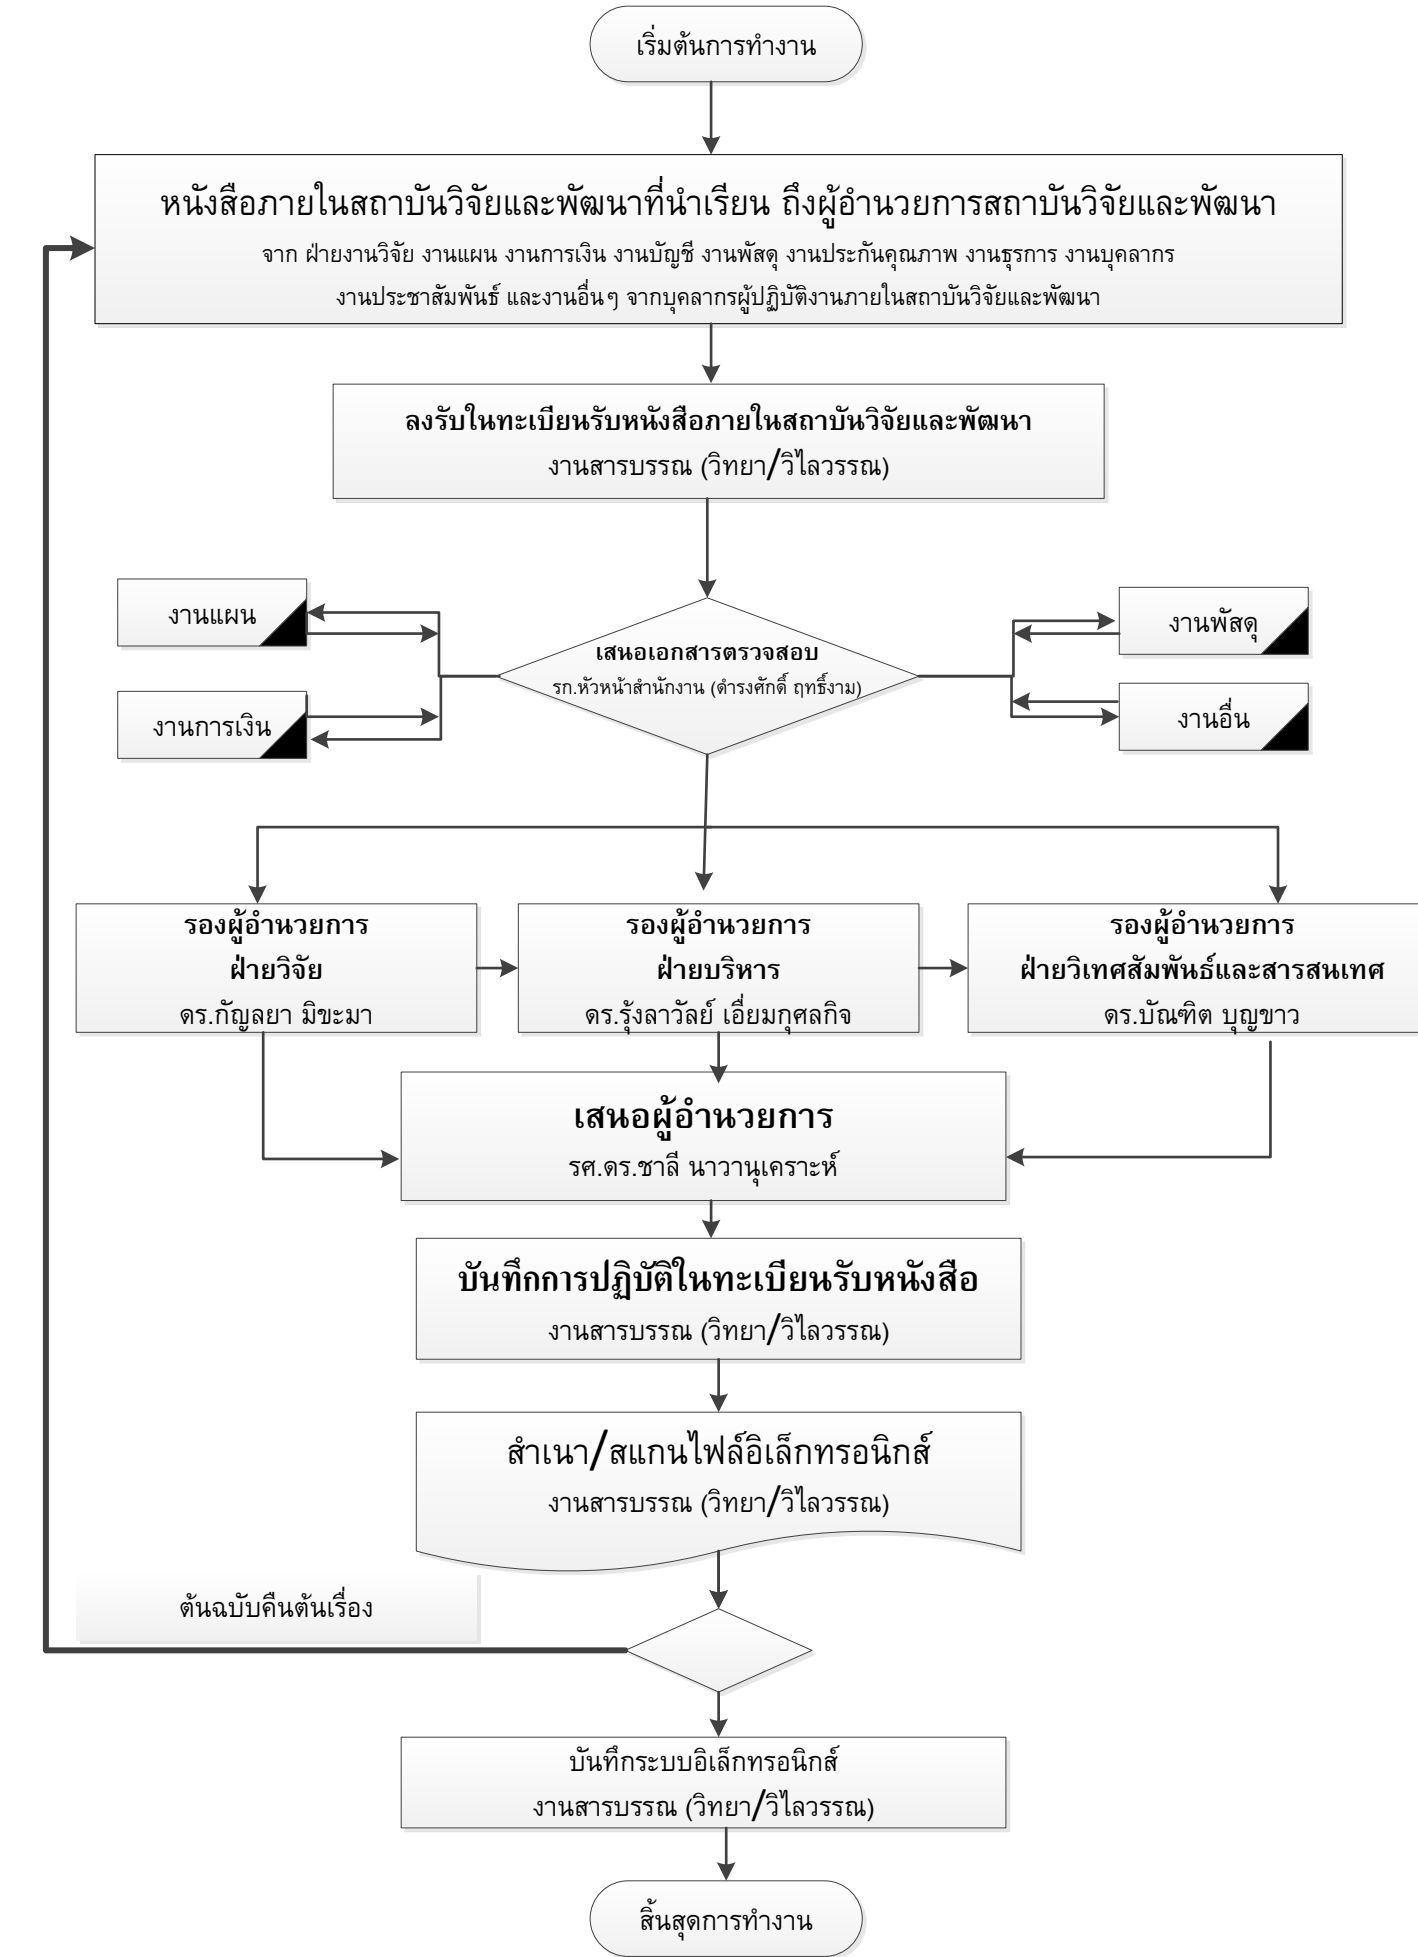 เริ่มต้นการทำงาน
หนังสือภายในสถาบันวิจัยและพัฒนาที่นำเรียน ถึงผู้อำนวยการสถาบันวิจัยและพัฒนา
จาก ฝ่ายงานวิจัย งานแผน งานการเงิน งานบัญชี งานพัสดุ งานประกันคุณภาพ งานธุรการ งานบุคลากร
งานประชาสัมพันธ์ และงานอื่นๆ จากบุคลากรผู้ปฏิบัติงานภายในสถาบันวิจัยและพัฒนา
ลงรับในทะเบียนรับหนังสือภายในสถาบันวิจัยและพัฒนา
งานสารบรรณ (วิทยา/วิไลวรรณ)
งานแผน
งานพัสดุ
เสนอเอกสารตรวจสอบ
รก.หัวหน้าสำนักงาน (ดำรงศักดิ์ ฤทธิ์งาม)
งานการเงิน
งานอื่น
รองผู้อำนวยการ
ฝ่ายวิจัย
ดร.กัญลยา มิขะมา
รองผู้อำนวยการ
ฝ่ายบริหาร
ดร.รุ้งลาวัลย์ เอี่ยมกุศลกิจ
รองผู้อำนวยการ
ฝ่ายวิเทศสัมพันธ์และสารสนเทศ
ดร.บัณฑิต บุญขาว
เสนอผู้อำนวยการ
รศ.ดร.ชาลี นาวานุเคราะห์
บันทึกการปฏิบัติในทะเบียนรับหนังสือ
งานสารบรรณ (วิทยา/วิไลวรรณ)
สำเนา/สแกนไฟล์อิเล็กทรอนิกส์
งานสารบรรณ (วิทยา/วิไลวรรณ)
ต้นฉบับคืนต้นเรื่อง
บันทึกระบบอิเล็กทรอนิกส์
งานสารบรรณ (วิทยา/วิไลวรรณ)
สิ้นสุดการทำงาน